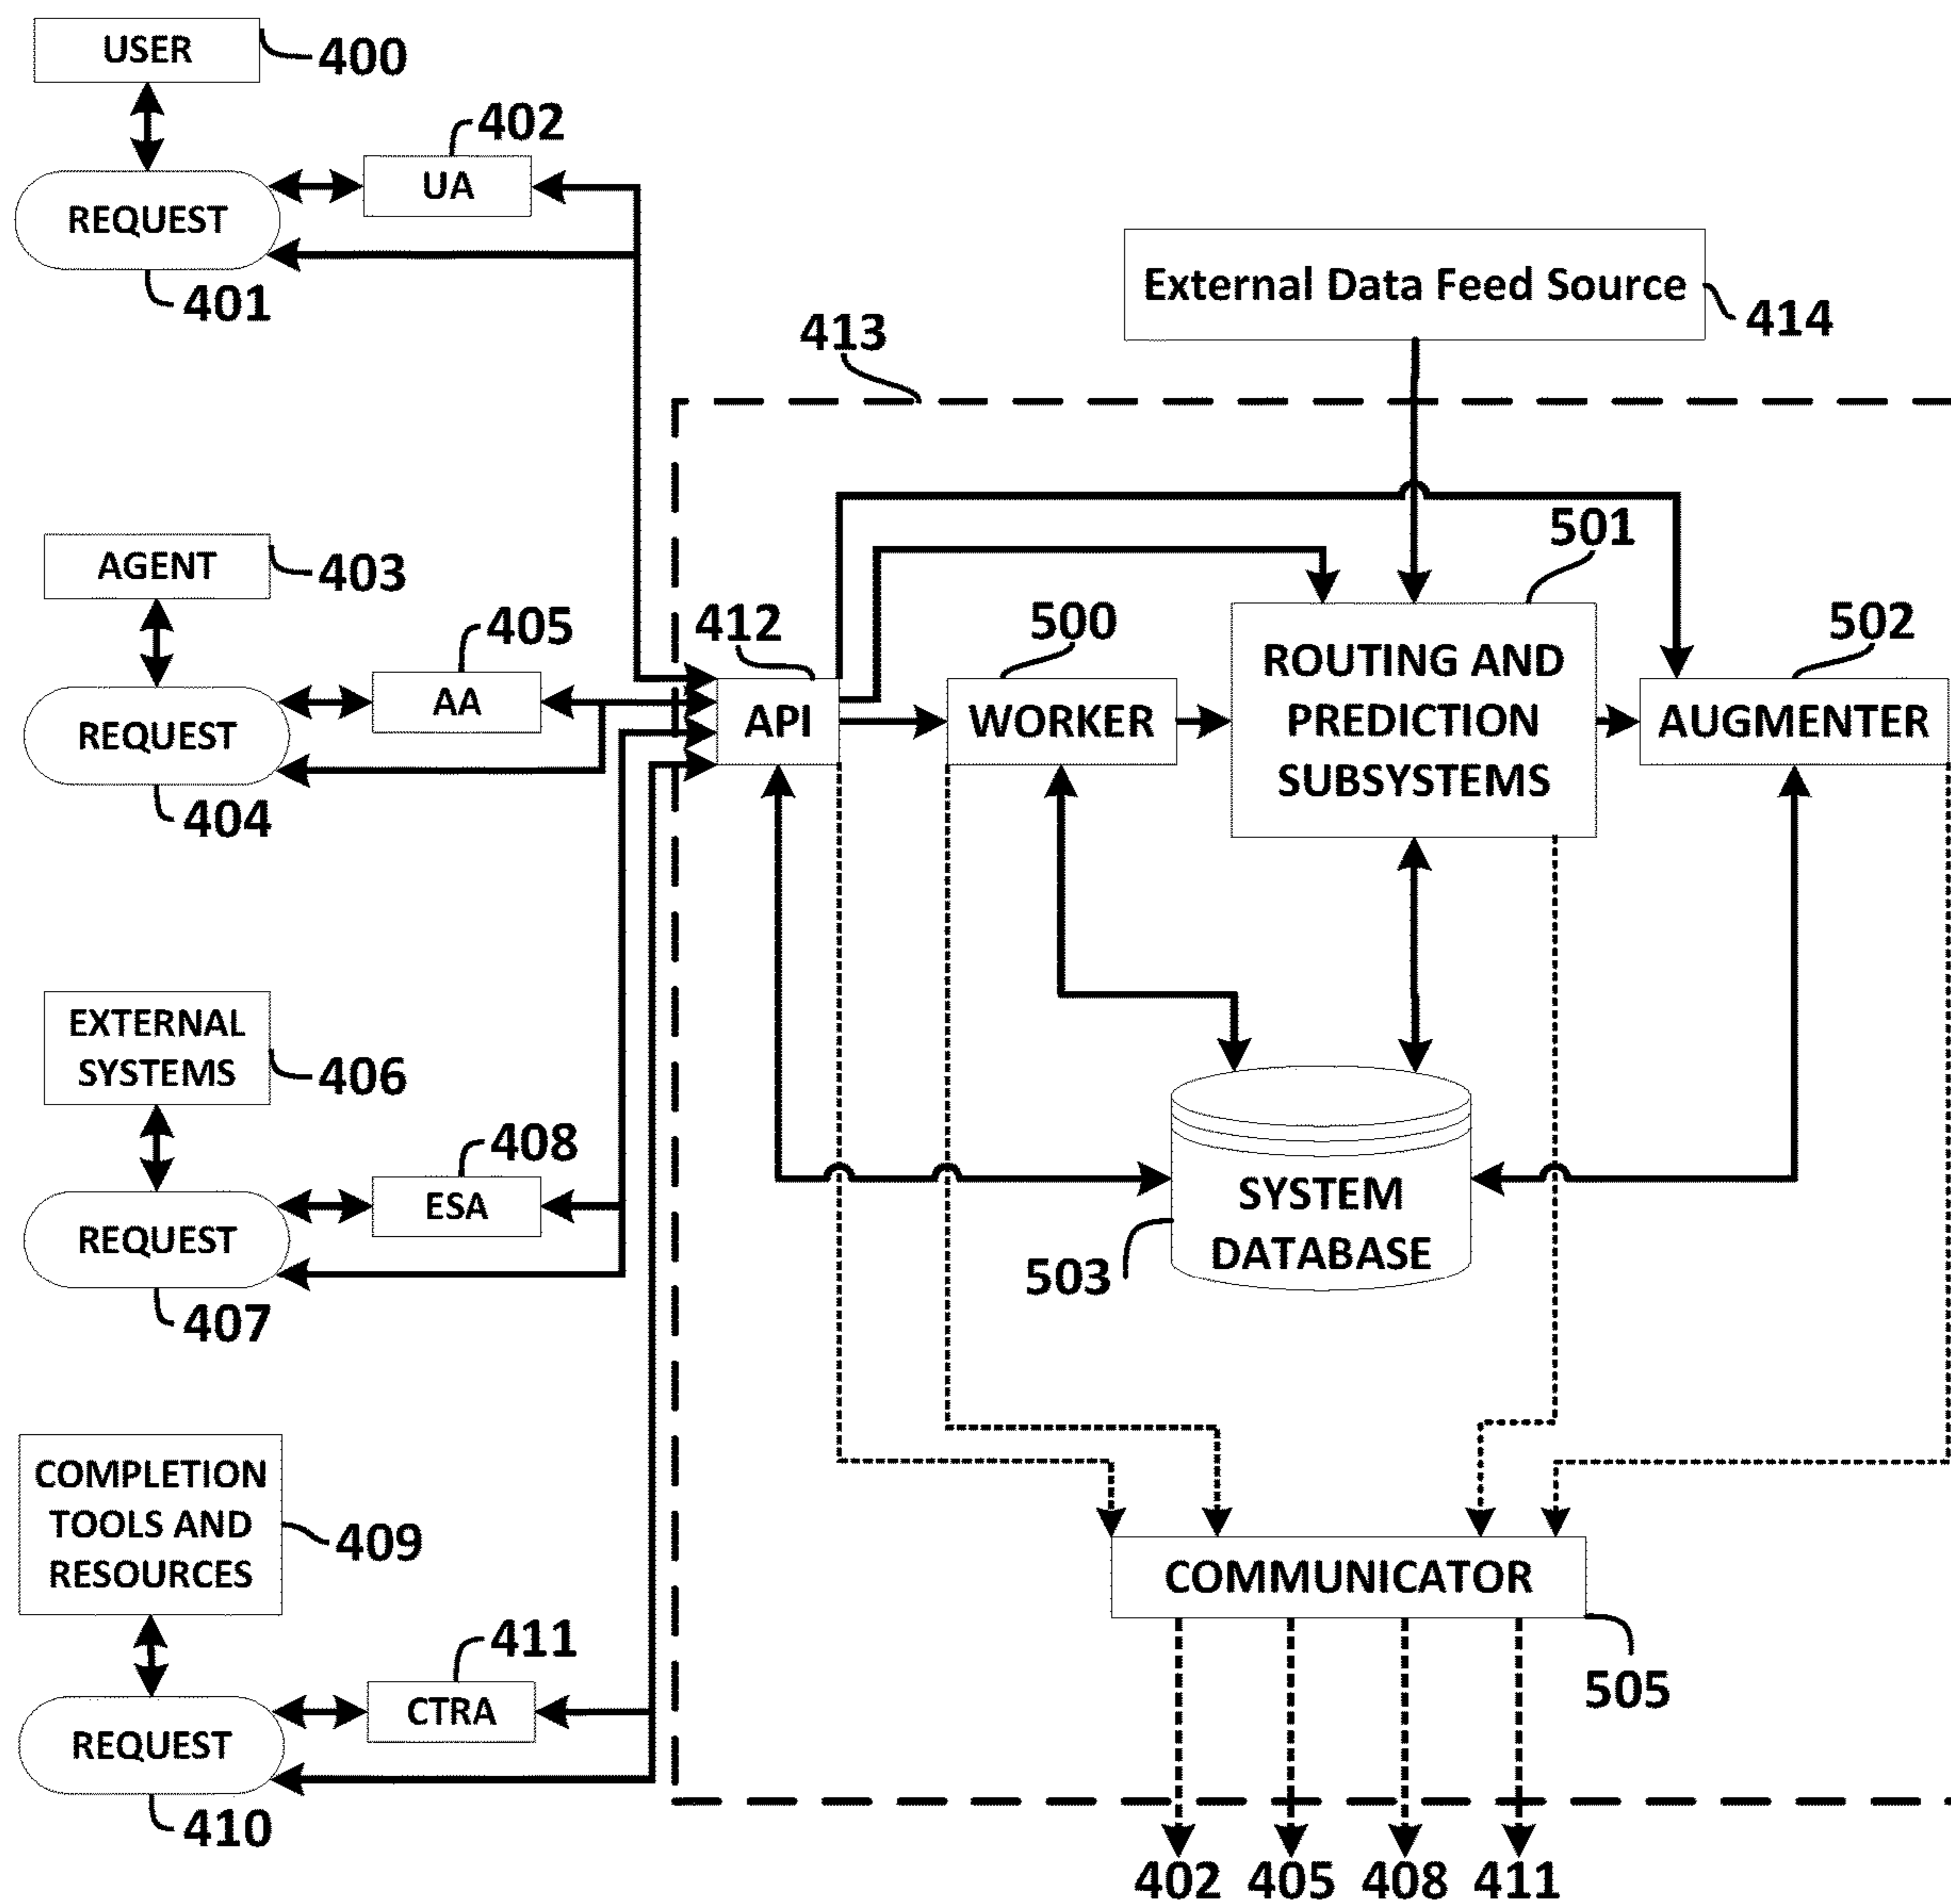 USER
400
402
UA
REQUEST
401
External Data Feed Source
414
413
AGENT
403
501
405
412
500
502
AA
REQUEST
404
API
WORKER
ROUTING AND
PREDICTION
SUBSYSTEMS
AUGMENTER
EXTERNAL
SYSTEMS
406
408
ESA
REQUEST
407
SYSTEM
DATABASE
503
COMPLETION
TOOLS AND
RESOURCES
409
COMMUNICATOR
505
411
CTRA
REQUEST
410
402 405 408 411